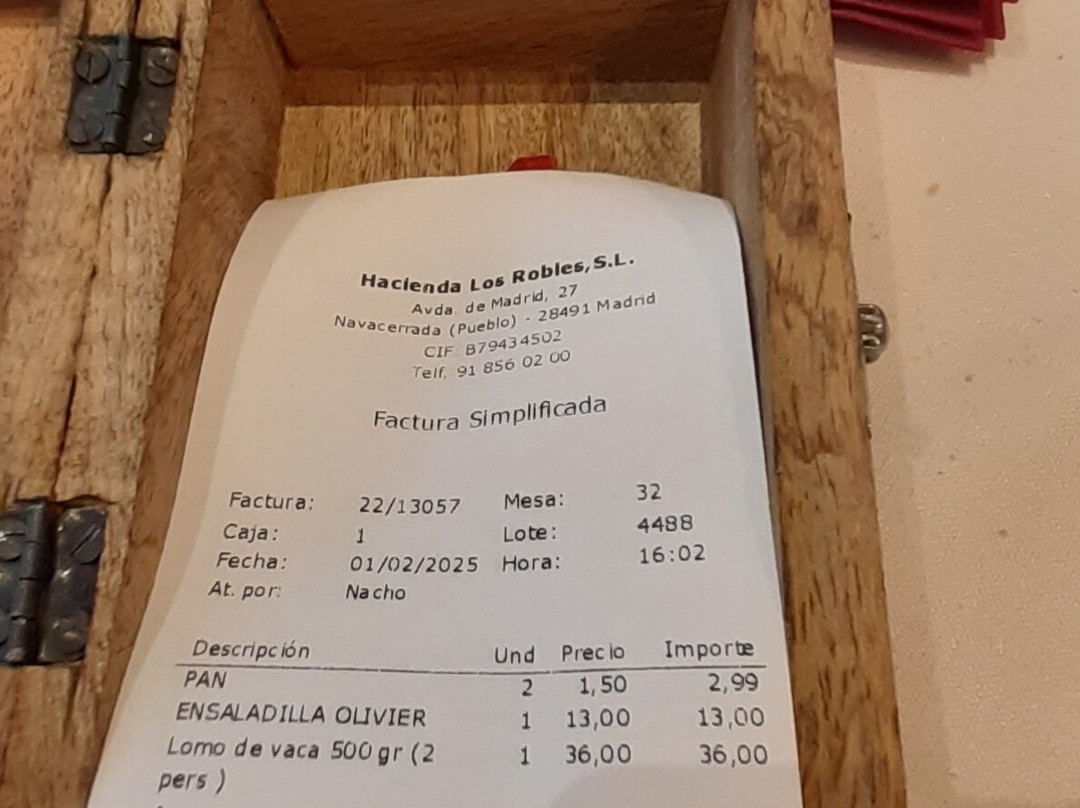 Hacienda Los Robles, S.L.
Avda. de Madrid, 27
Navacerrada (Pueblo) - 28491 Madrid
CIF: B79434502
Telf. 91 856 02 00
Factura Simplificada
Factura: 22/13057 Mesa: 32
Caja: 1 Lote: 4488
Fecha: 01/02/2025 Hora: 16:02
At. por: Nacho
Descripción Und Precio Importe
PAN 2 1,50 2,99
ENSALADILLA OLIVIER 1 13,00 13,00
Lomo de vaca 500 gr (2 1 36,00 36,00
pers )